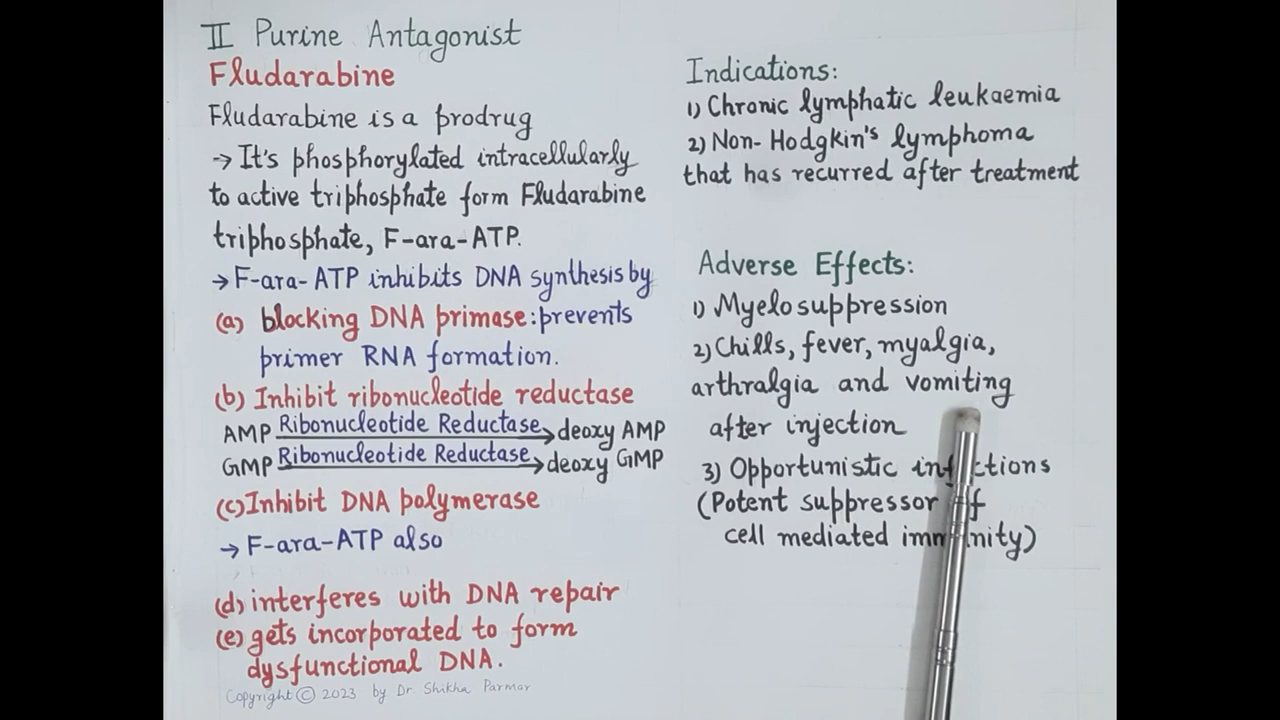 II Purine Antagonist
Fludarabine
Fludarabine is a prodrug
→ It's phosphorylated intracellularly
to active triphosphate form Fludarabine
triphosphate, F-ara-ATP.
→ F-ara-ATP inhibits DNA synthesis by
(a) blocking DNA primase: prevents
primer RNA formation.
(b) Inhibit ribonucleotide reductase
AMP Ribonucleotide Reductase → deoxy AMP
GMP Ribonucleotide Reductase → deoxy GMP
(c) Inhibit DNA polymerase
→ F-ara-ATP also
(d) interferes with DNA repair
(e) gets incorporated to form
dysfunctional DNA.
Copyright © 2023 by Dr. Shikha Parmar
Indications:
1) Chronic lymphatic leukaemia
2) Non-Hodgkin's lymphoma
that has recurred after treatment
Adverse Effects:
1) Myelosuppression
2) Chills, fever, myalgia,
arthralgia and vomiting
after injection
3) Opportunistic infections
(Potent suppressor of
cell mediated immunity)